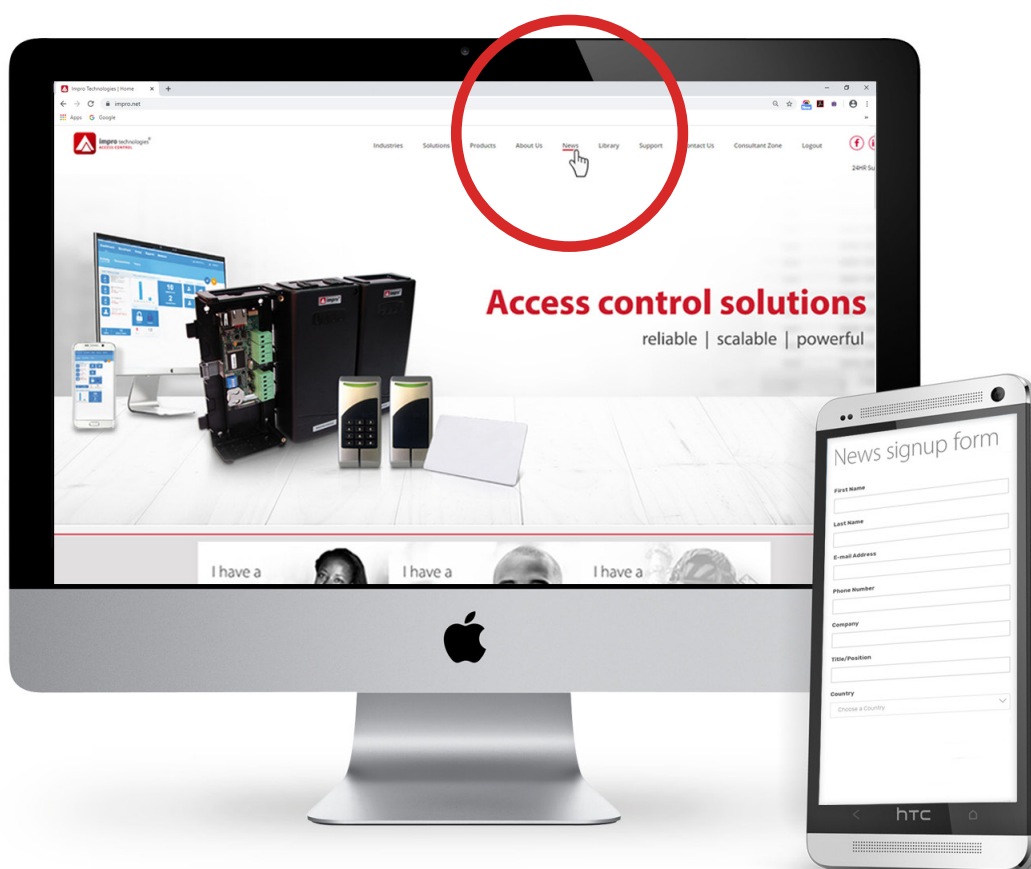 Impro Technologies | Home
impro.net
Apps Google
impro technologies
ACCESS CONTROL
Industries Solutions Products About Us News Library Support Contact Us Consultant Zone Logout
24HR Su
impro
Access control solutions
reliable | scalable | powerful
I have a
I have a
I have a
News signup form
First Name
Last Name
E-mail Address
Phone Number
Company
Title/Position
Country
Choose a Country
hTC